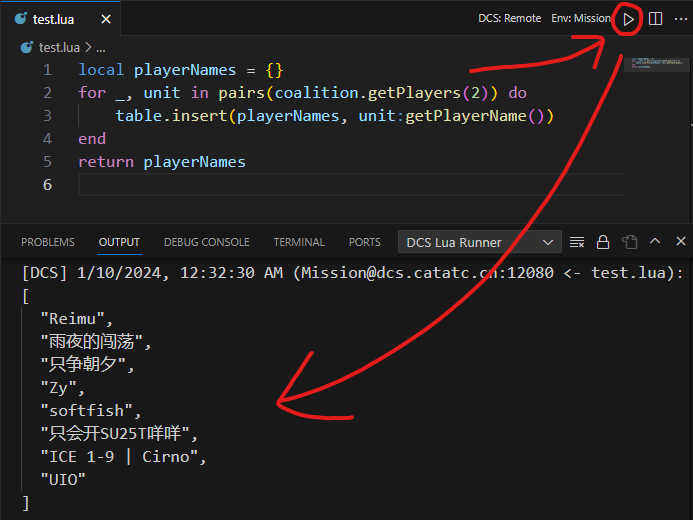 test.lua
DCS: Remote Env: Mission
test.lua > ...
1 local playerNames = {}
2 for _, unit in pairs(coalition.getPlayers(2)) do
3 table.insert(playerNames, unit:getPlayerName())
4 end
5 return playerNames
6
PROBLEMS OUTPUT DEBUG CONSOLE TERMINAL PORTS DCS Lua Runner
[DCS] 1/10/2024, 12:32:30 AM (Mission@dcs.catatc.cn:12080 <- test.lua):
[
"Reimu",
"雨夜的闯荡",
"只争朝夕",
"Zy",
"softfish",
"只会开SU25T咩咩",
"ICE 1-9 | Cirno",
"UIO"
]